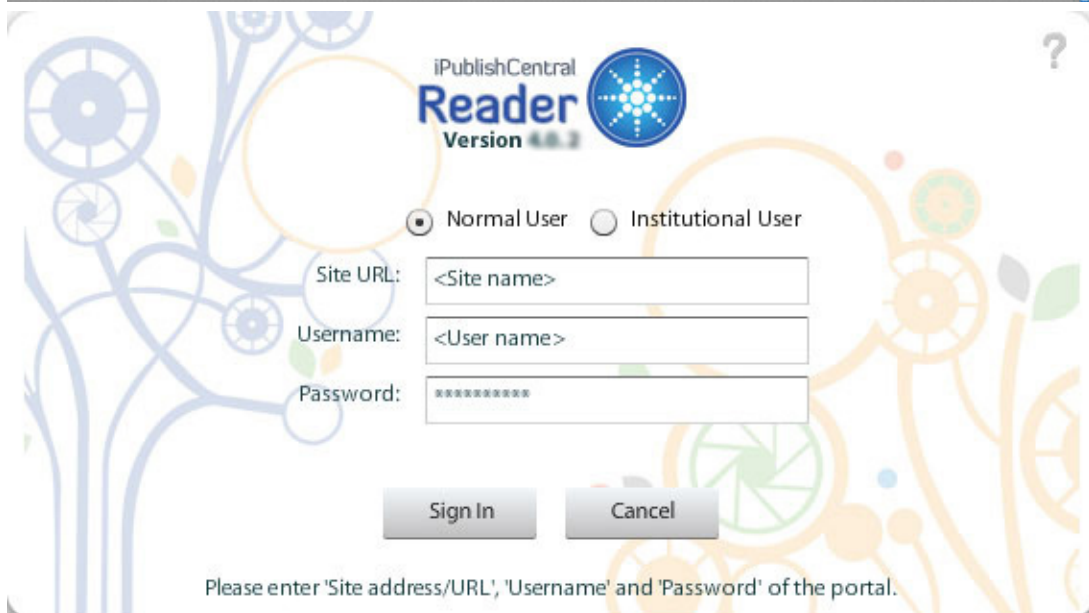 ?
iPublishCentral
Reader
Version
Normal User Institutional User
Site URL: <Site name>
Username: <User name>
Password: **********
Sign In Cancel
Please enter 'Site address/URL', 'Username' and 'Password' of the portal.